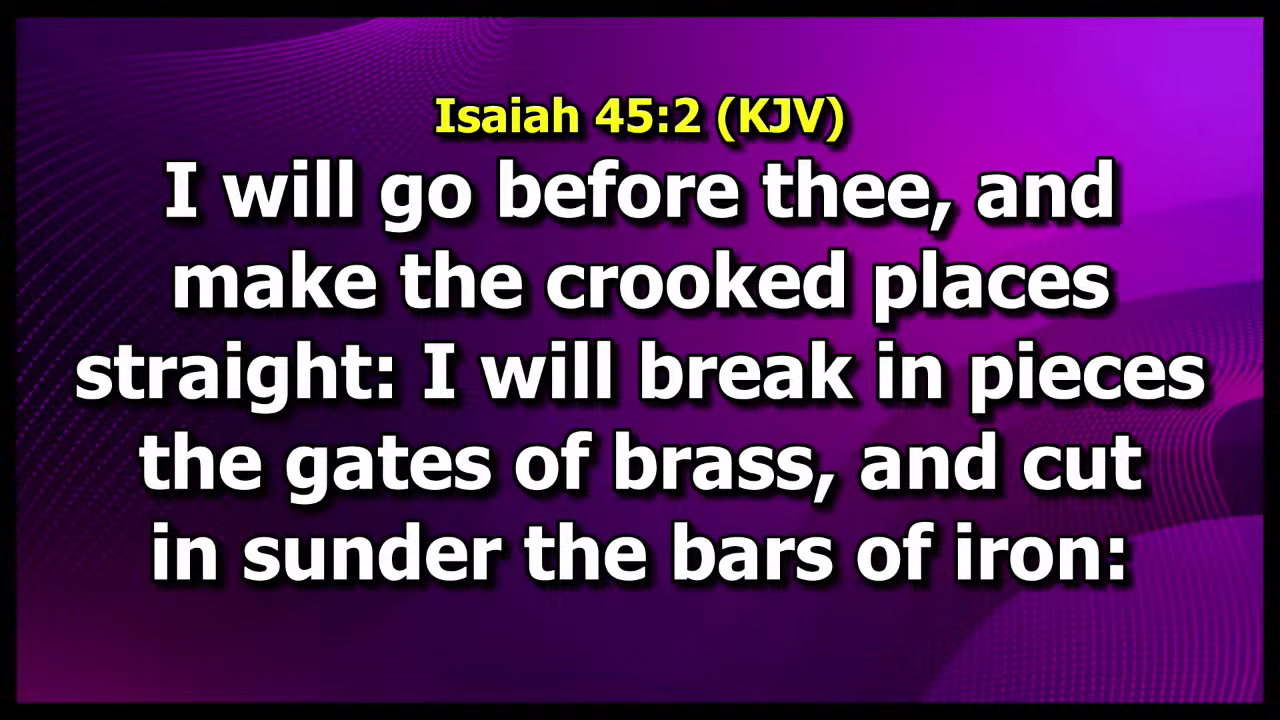 Isaiah 45:2 (KJV)
I will go before thee, and
make the crooked places
straight: I will break in pieces
the gates of brass, and cut
in sunder the bars of iron: